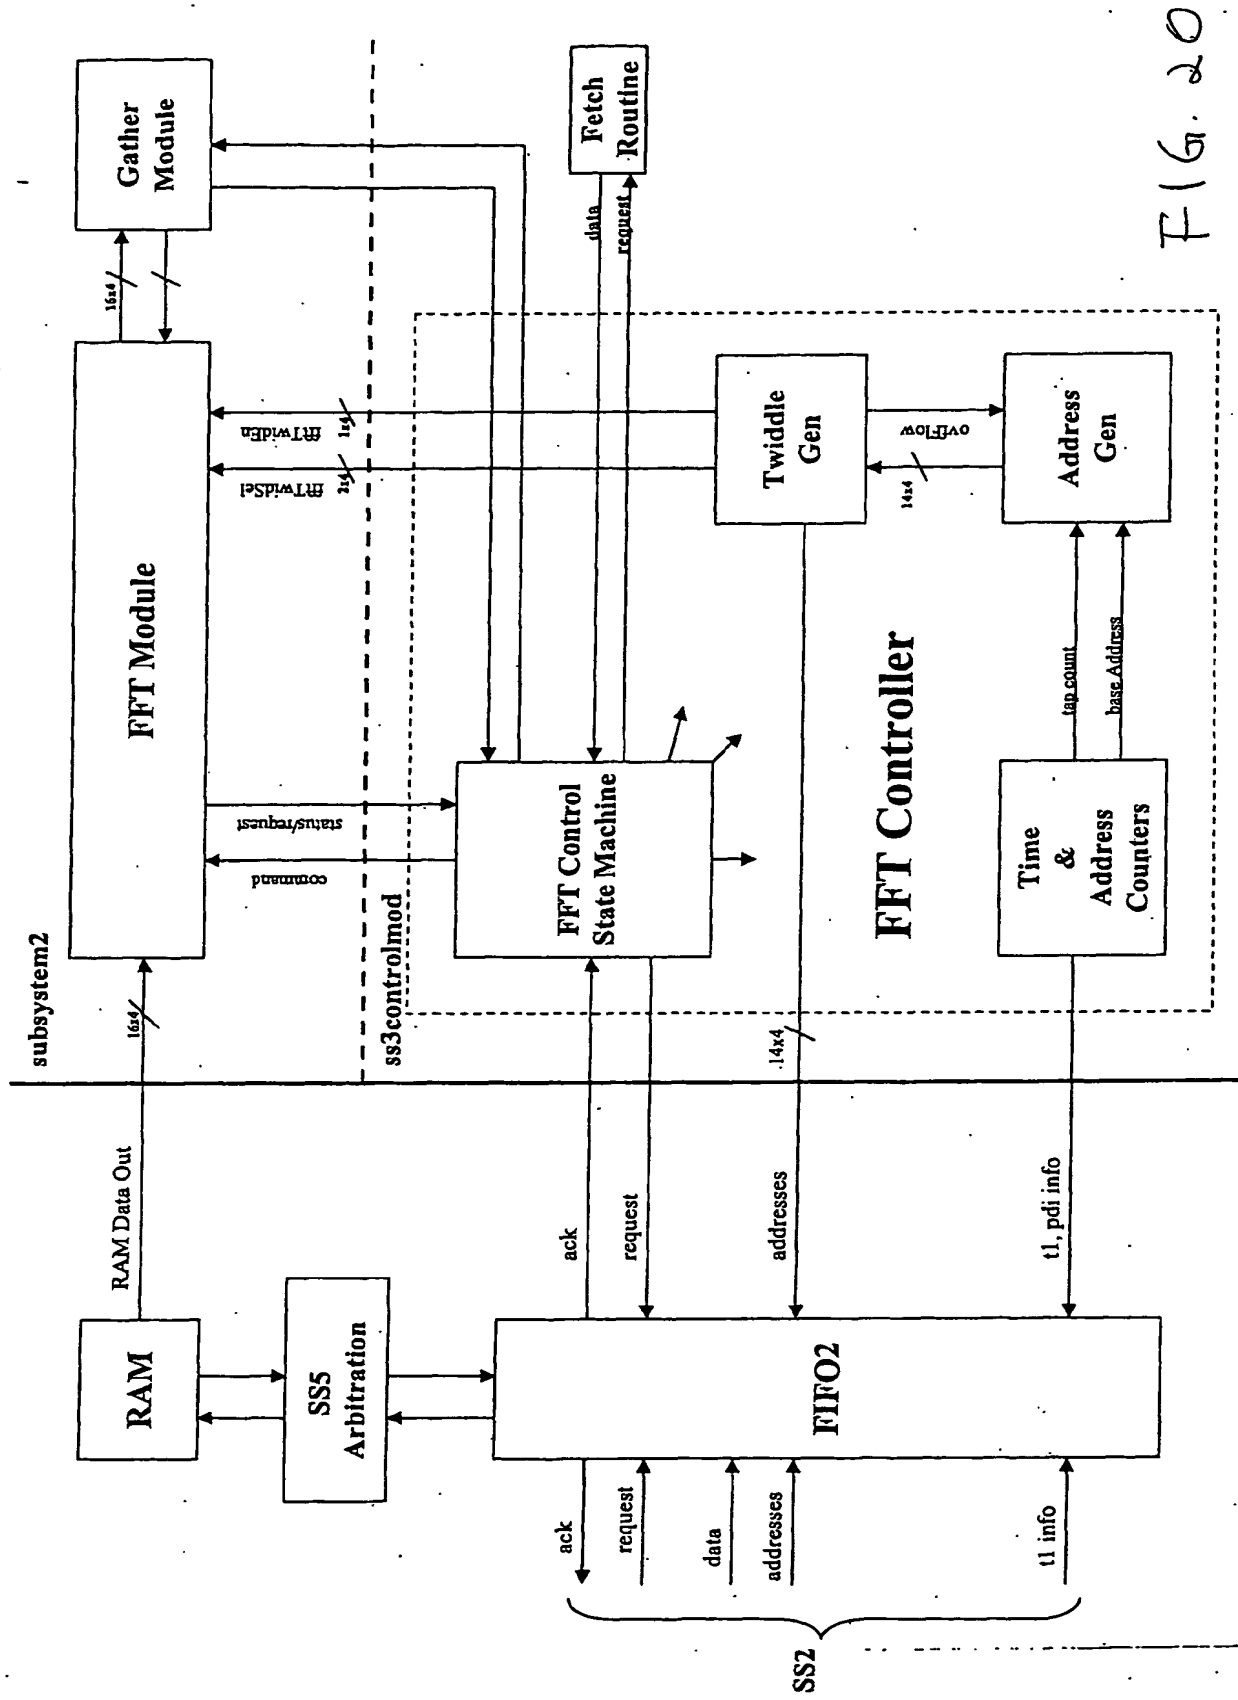 subsystem2
RAM
RAM Data Out
16x4
FFT Module
16x4
Gather
Module
SS5
Arbitration
command
status/request
fftTwidSel
2x4
fftTwidEn
1x4
ss3controlmod
FFT Control
State Machine
ack
request
data
request
Fetch
Routine
FIFO2
ack
request
data
addresses
t1 info
SS2
addresses
14x4
Twiddle
Gen
FFT Controller
14x4
ovfFlow
t1, pdi info
Time
&
Address
Counters
tap count
base Address
Address
Gen
FIG. 20